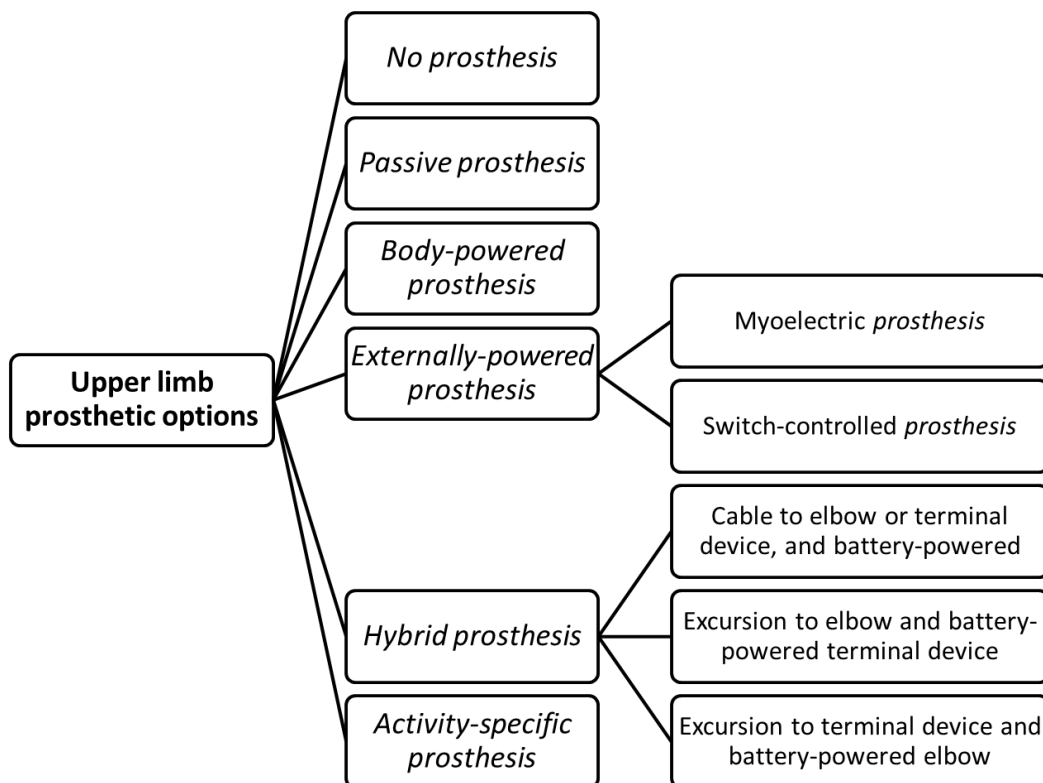 Upper limb
prosthetic options
No prosthesis
Passive prosthesis
Body-powered
prosthesis
Externally-powered
prosthesis
Myoelectric prosthesis
Switch-controlled prosthesis
Hybrid prosthesis
Cable to elbow or terminal
device, and battery-powered
Excursion to elbow and battery-
powered terminal device
Excursion to terminal device and
battery-powered elbow
Activity-specific
prosthesis